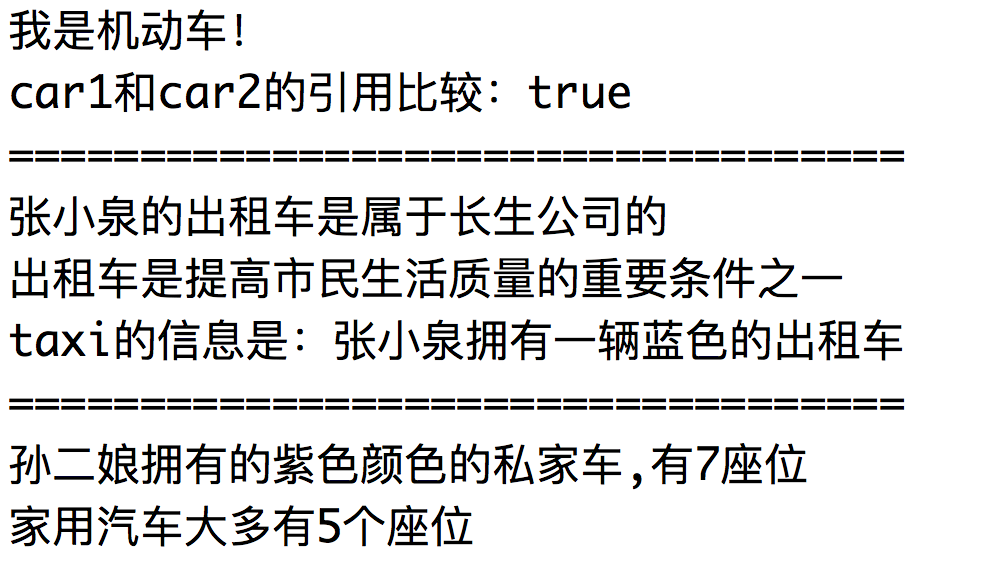 我是机动车!
car1和car2的引用比较：true
==================================
张小泉的出租车是属于长生公司的
出租车是提高市民生活质量的重要条件之一
taxi的信息是：张小泉拥有一辆蓝色的出租车
==================================
孙二娘拥有的紫色颜色的私家车,有7座位
家用汽车大多有5个座位